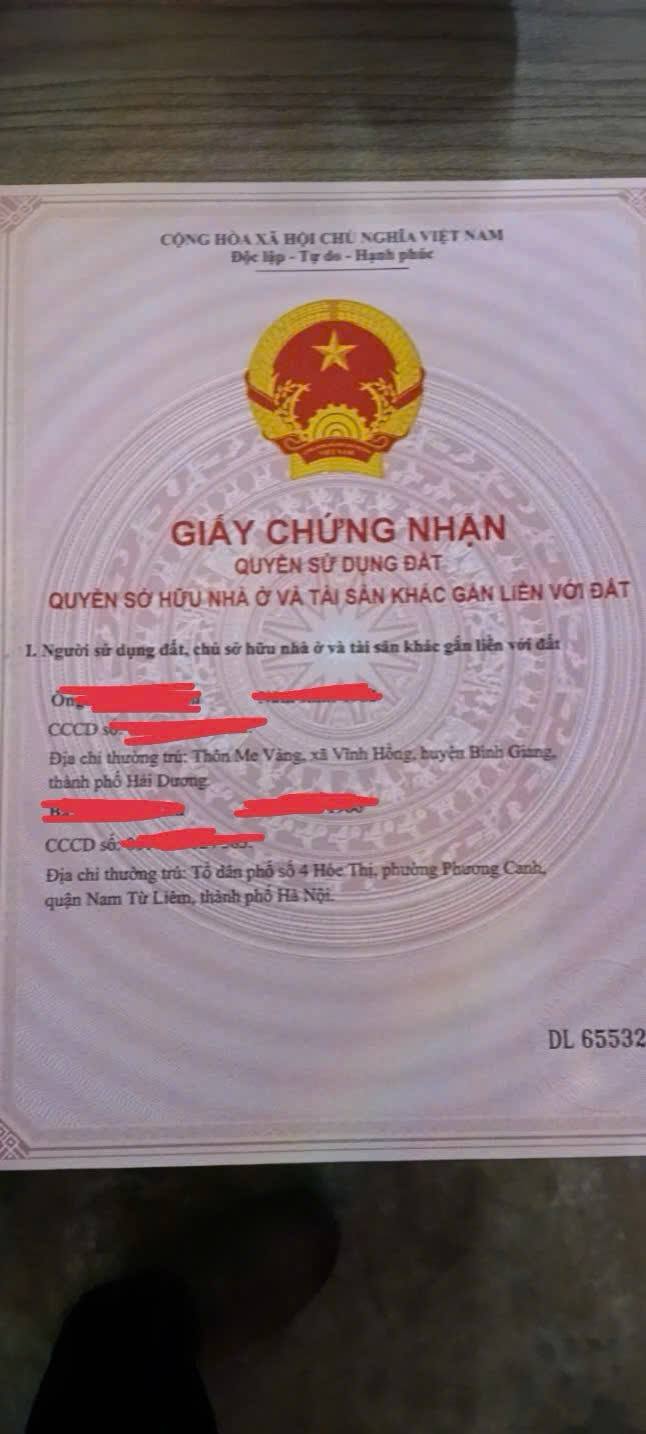 CỘNG HÒA XÃ HỘI CHỦ NGHĨA VIỆT NAM
Độc lập - Tự do - Hạnh phúc
VIỆT NAM
GIẤY CHỨNG NHẬN
QUYỀN SỬ DỤNG ĐẤT
QUYỀN SỞ HỮU NHÀ Ở VÀ TÀI SẢN KHÁC GẮN LIỀN VỚI ĐẤT
I. Người sử dụng đất, chủ sở hữu nhà ở và tài sản khác gắn liền với đất
CCCD số:
Địa chỉ thường trú: Thôn Me Vàng, xã Vĩnh Hồng, huyện Bình Giang,
thành phố Hải Dương.
CCCD số:
Địa chỉ thường trú: Tổ dân phố số 4 Hòe Thị, phường Phương Canh,
quận Nam Từ Liêm, thành phố Hà Nội.
DL 65532